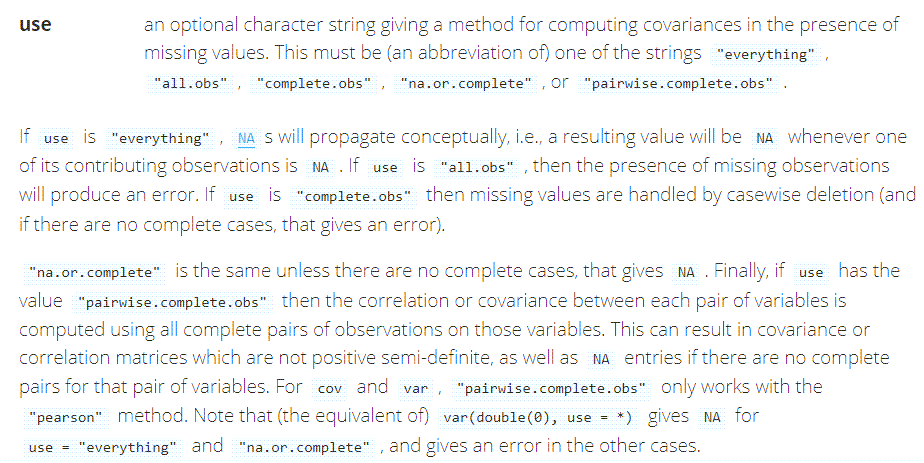 use an optional character string giving a method for computing covariances in the presence of
missing values. This must be (an abbreviation of) one of the strings "everything" ,
"all.obs" , "complete.obs" , "na.or.complete" , or "pairwise.complete.obs" .
If use is "everything" , NA s will propagate conceptually, i.e., a resulting value will be NA whenever one
of its contributing observations is NA . If use is "all.obs" , then the presence of missing observations
will produce an error. If use is "complete.obs" then missing values are handled by casewise deletion (and
if there are no complete cases, that gives an error).
"na.or.complete" is the same unless there are no complete cases, that gives NA . Finally, if use has the
value "pairwise.complete.obs" then the correlation or covariance between each pair of variables is
computed using all complete pairs of observations on those variables. This can result in covariance or
correlation matrices which are not positive semi-definite, as well as NA entries if there are no complete
pairs for that pair of variables. For cov and var , "pairwise.complete.obs" only works with the
"pearson" method. Note that (the equivalent of) var(double(0), use = *) gives NA for
use = "everything" and "na.or.complete" , and gives an error in the other cases.